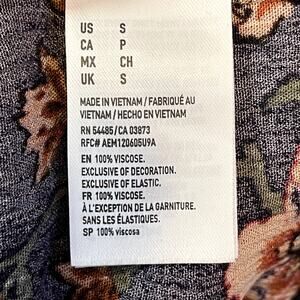 US S
CA P
MX CH
UK S
MADE IN VIETNAM / FABRIQUÉ AU
VIETNAM / HECHO EN VIETNAM
RN 54485/CA 03873
RFC# AEM120605U9A
EN 100% VISCOSE.
EXCLUSIVE OF DECORATION.
EXCLUSIVE OF ELASTIC.
FR 100% VISCOSE.
À L'EXCEPTION DE LA GARNITURE.
SANS LES ÉLASTIQUES.
SP 100% viscosa